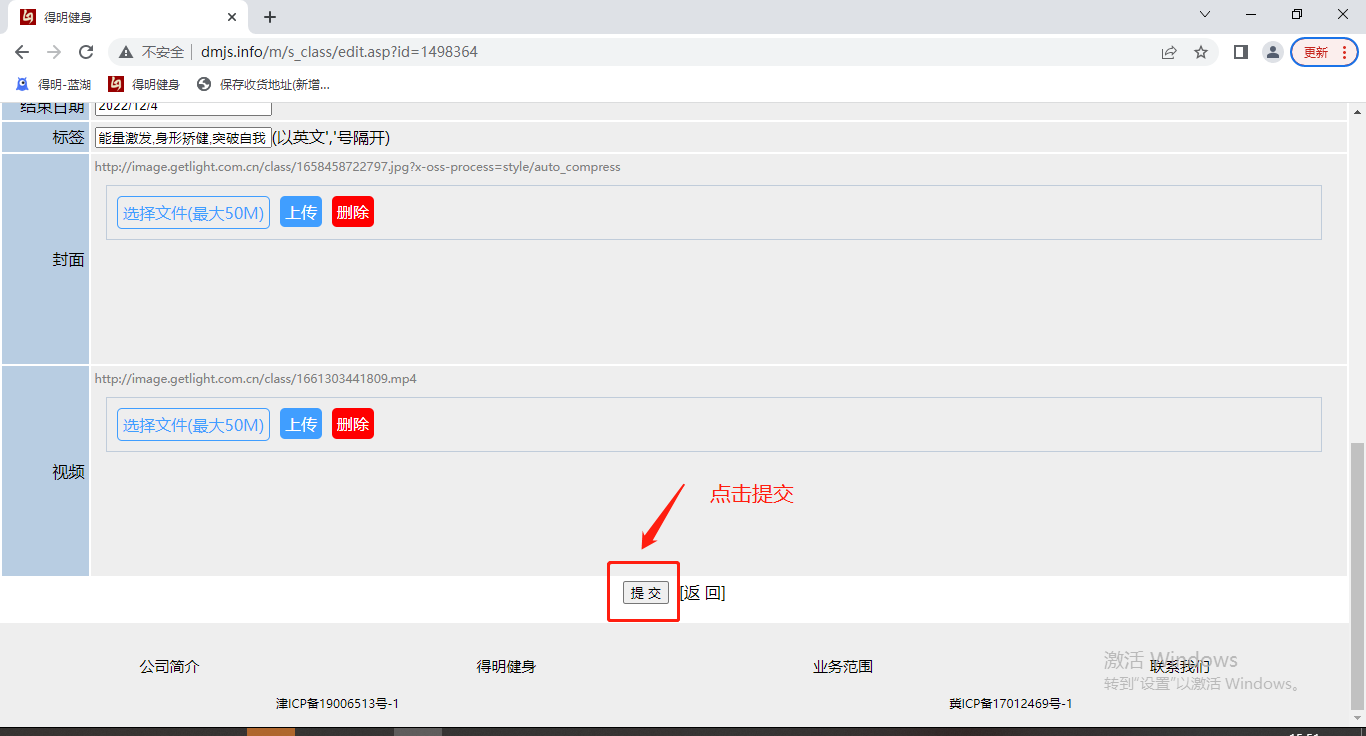 得明健身
不安全 dmjs.info/m/s_class/edit.asp?id=1498364 更新
得明-蓝湖 得明健身 保存收货地址(新增...
结束日期 2022/12/4
标签 能量激发,身形矫健,突破自我 (以英文','号隔开)
http://image.getlight.com.cn/class/1658458722797.jpg?x-oss-process=style/auto_compress
选择文件(最大50M) 上传 删除
封面
http://image.getlight.com.cn/class/1661303441809.mp4
选择文件(最大50M) 上传 删除
视频
点击提交
提 交 [返 回]
公司简介 得明健身 业务范围 联系我们
激活 Windows
转到"设置"以激活 Windows。
津ICP备19006513号-1 冀ICP备17012469号-1